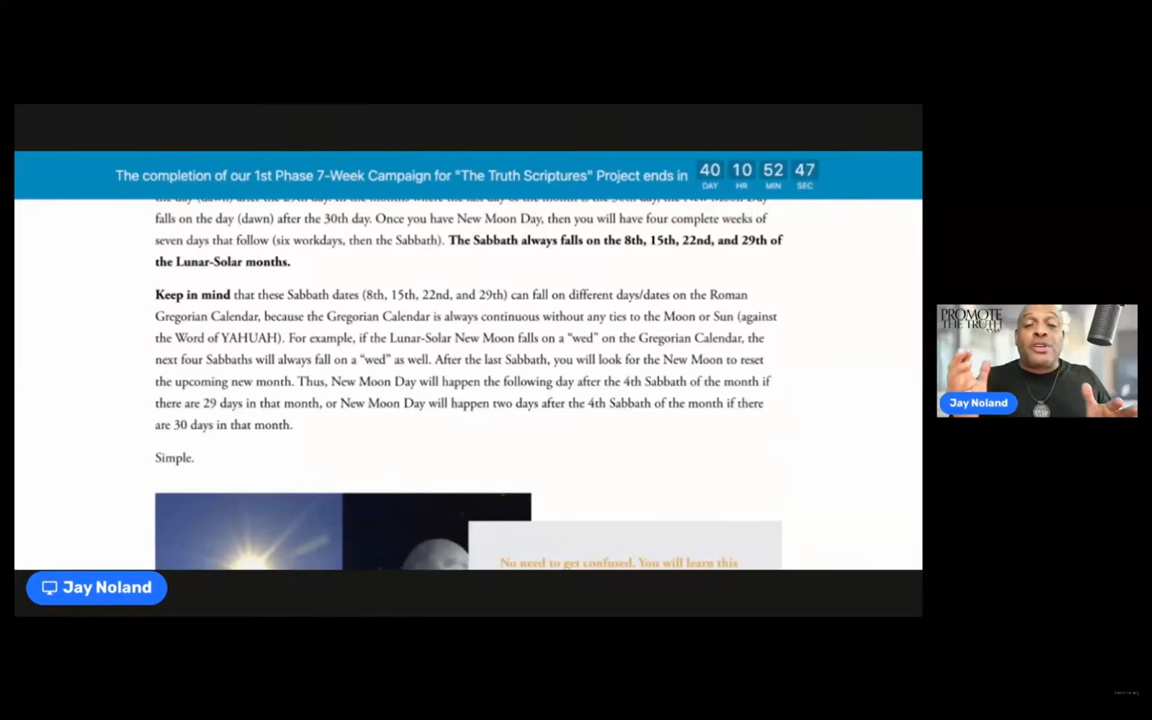 The completion of our 1st Phase 7-Week Campaign for "The Truth Scriptures" Project ends in
40 10 52 47
DAY HR MIN SEC
falls on the day (dawn) after the 30th day. Once you have New Moon Day, then you will have four complete weeks of
seven days that follow (six workdays, then the Sabbath). The Sabbath always falls on the 8th, 15th, 22nd, and 29th of
the Lunar-Solar months.
Keep in mind that these Sabbath dates (8th, 15th, 22nd, and 29th) can fall on different days/dates on the Roman
Gregorian Calendar, because the Gregorian Calendar is always continuous without any ties to the Moon or Sun (against
the Word of YAHUAH). For example, if the Lunar-Solar New Moon falls on a “wed” on the Gregorian Calendar, the
next four Sabbaths will always fall on a “wed” as well. After the last Sabbath, you will look for the New Moon to reset
the upcoming new month. Thus, New Moon Day will happen the following day after the 4th Sabbath of the month if
there are 29 days in that month, or New Moon Day will happen two days after the 4th Sabbath of the month if there
are 30 days in that month.
Simple.
No need to get confused. You will learn this
Jay Noland
PROMOTE
THE TRUTH
Jay Noland